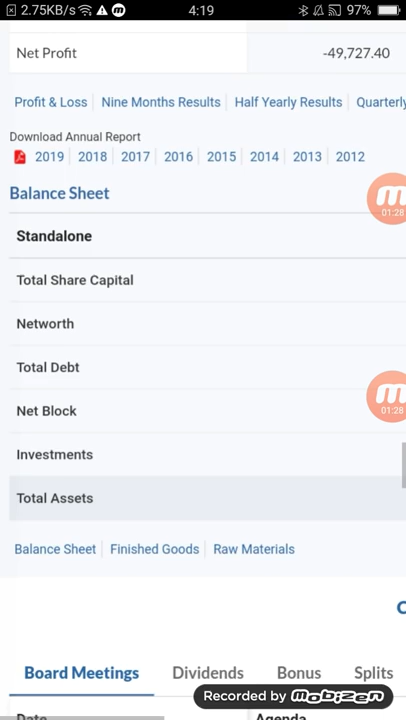 2.75KB/s 4:19 97%
Net Profit -49,727.40
Profit & Loss Nine Months Results Half Yearly Results Quarterly
Download Annual Report
2019 2018 2017 2016 2015 2014 2013 2012
Balance Sheet
01:28
Standalone
Total Share Capital
Networth
Total Debt
01:28
Net Block
Investments
Total Assets
Balance Sheet Finished Goods Raw Materials
Board Meetings Dividends Bonus Splits
Recorded by mobizen
Date Agenda